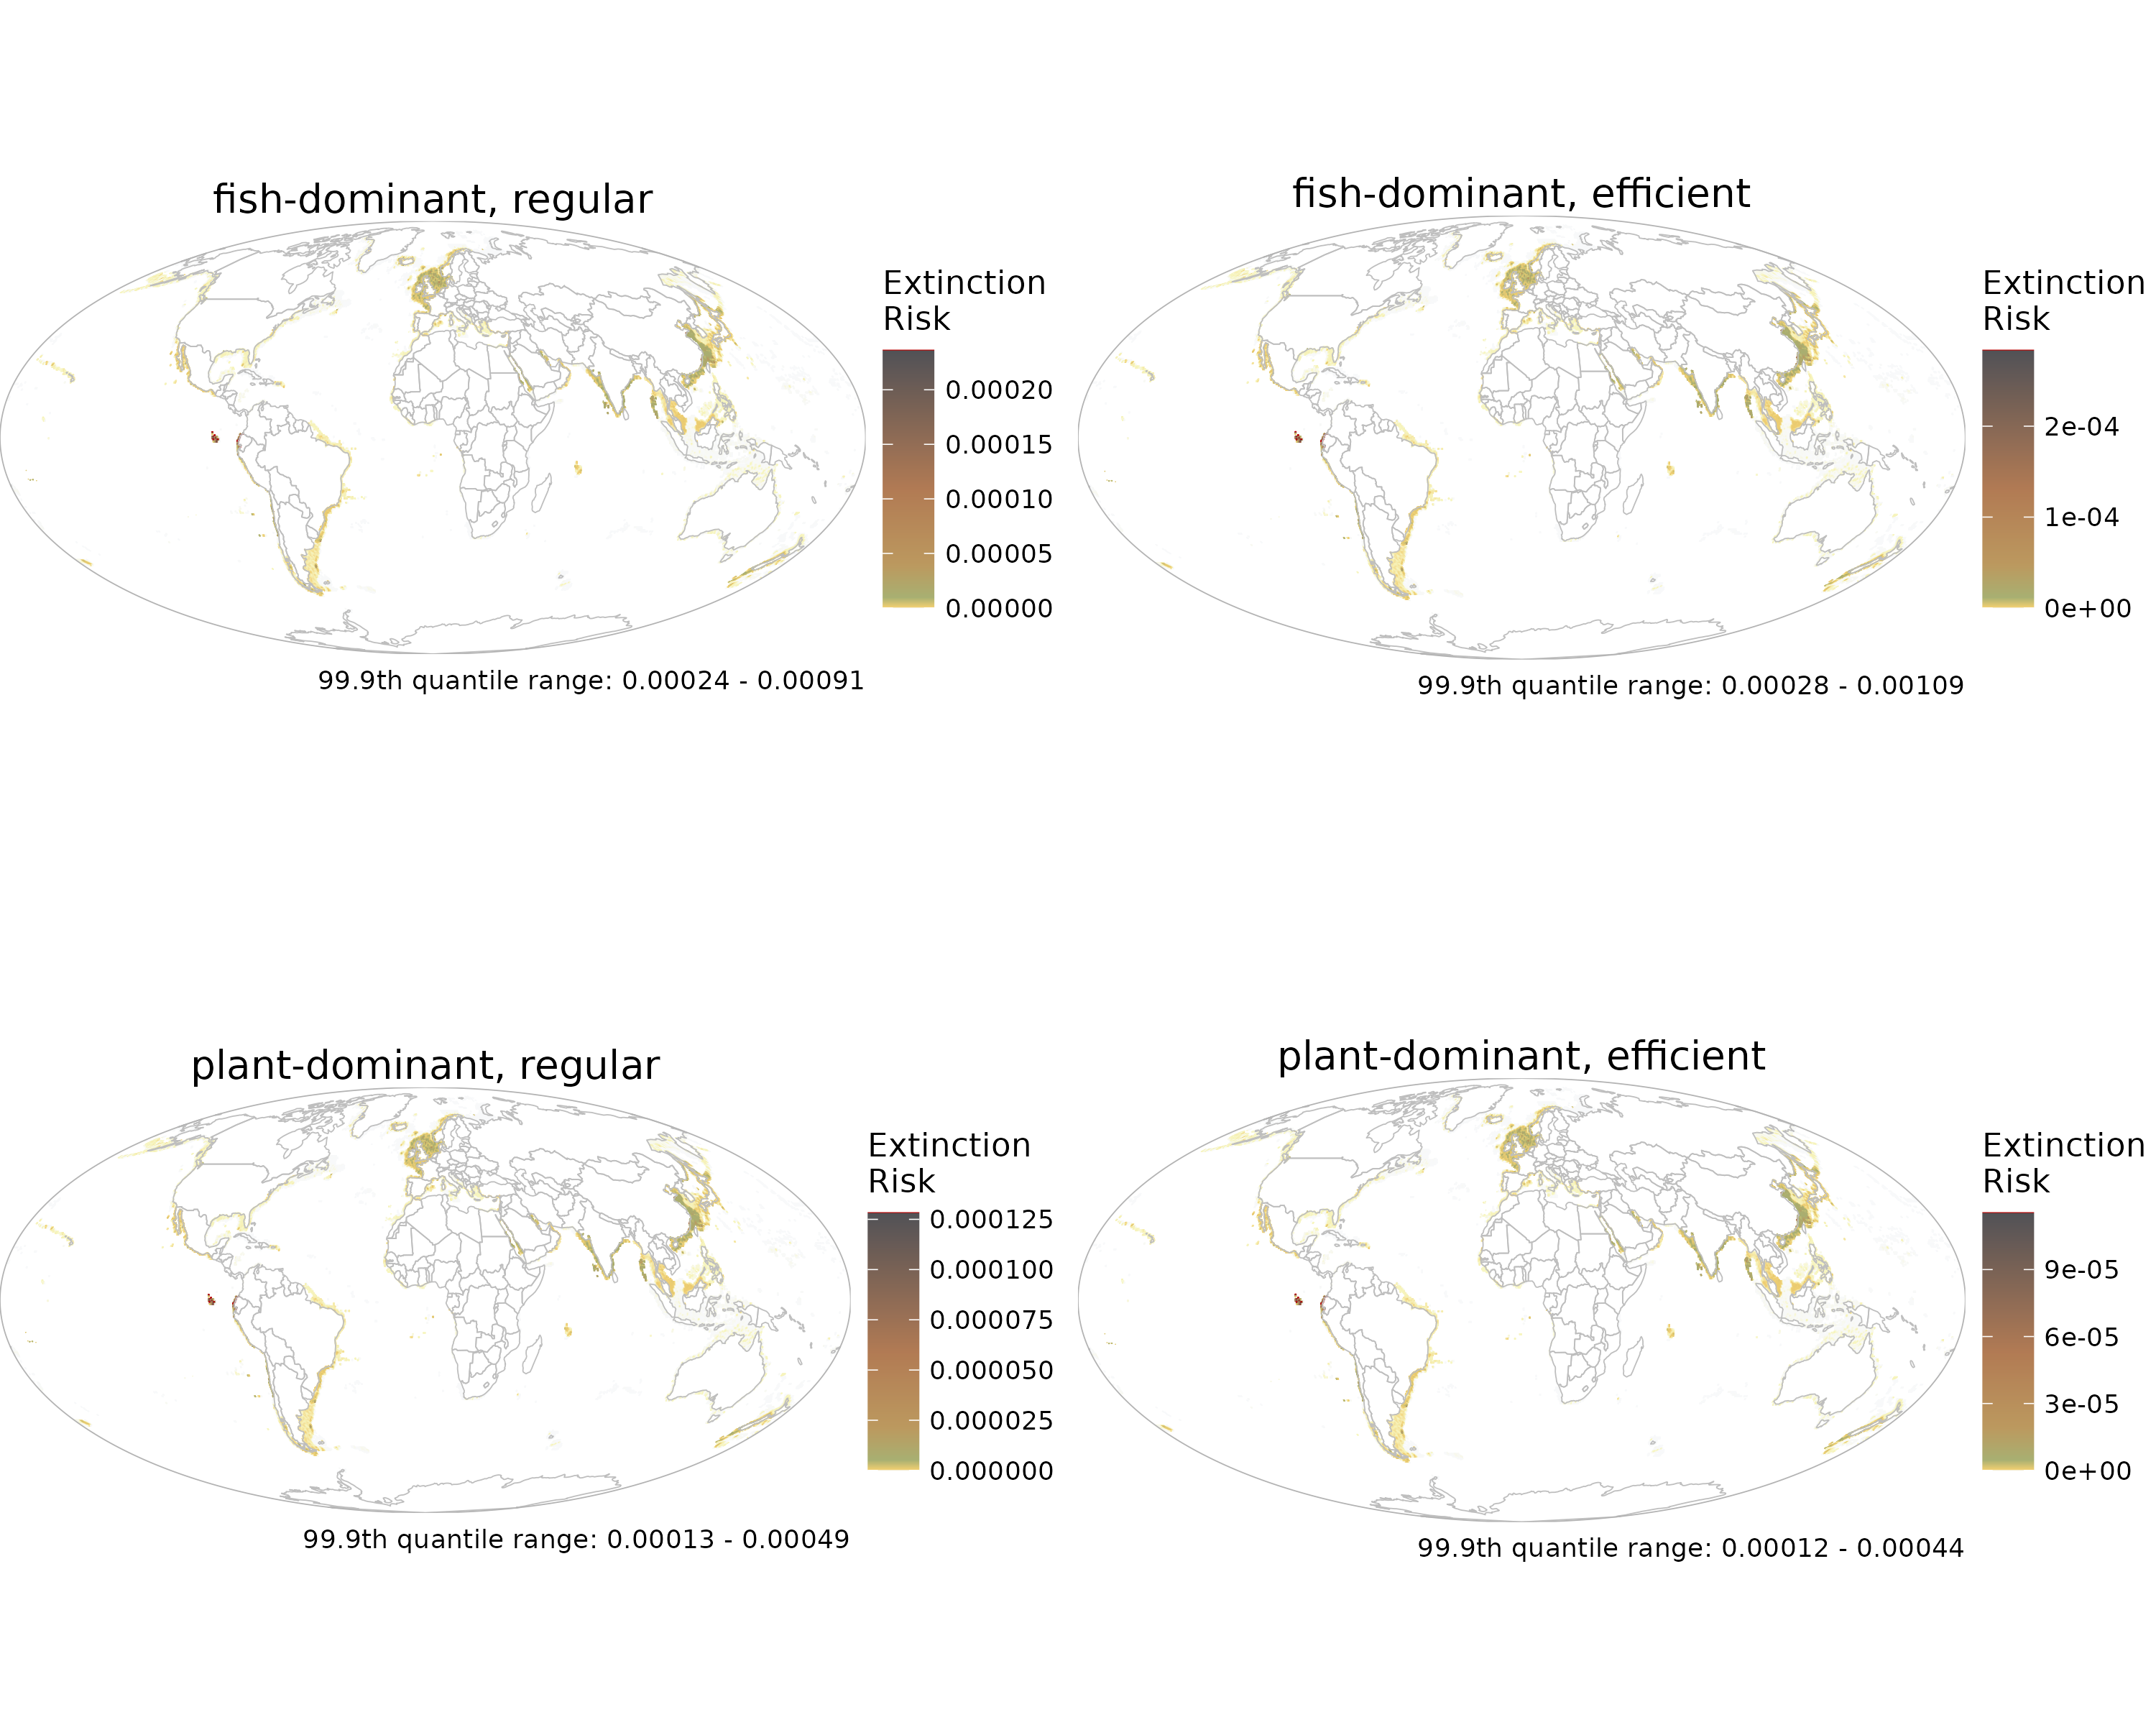 fish-dominant, regular
Extinction
Risk
0.00020
0.00015
0.00010
0.00005
0.00000
99.9th quantile range: 0.00024 - 0.00091
fish-dominant, efficient
Extinction
Risk
2e-04
1e-04
0e+00
99.9th quantile range: 0.00028 - 0.00109
plant-dominant, regular
Extinction
Risk
0.000125
0.000100
0.000075
0.000050
0.000025
0.000000
99.9th quantile range: 0.00013 - 0.00049
plant-dominant, efficient
Extinction
Risk
9e-05
6e-05
3e-05
0e+00
99.9th quantile range: 0.00012 - 0.00044